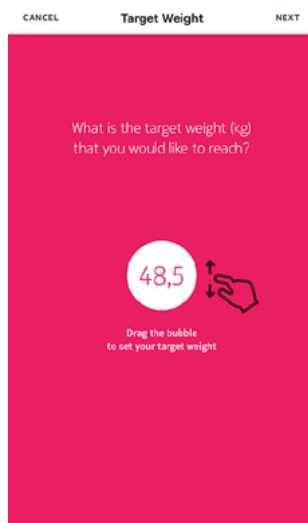 CANCEL Target Weight NEXT
What is the target weight (kg)
that you would like to reach?
48,5
Drag the bubble
to set your target weight